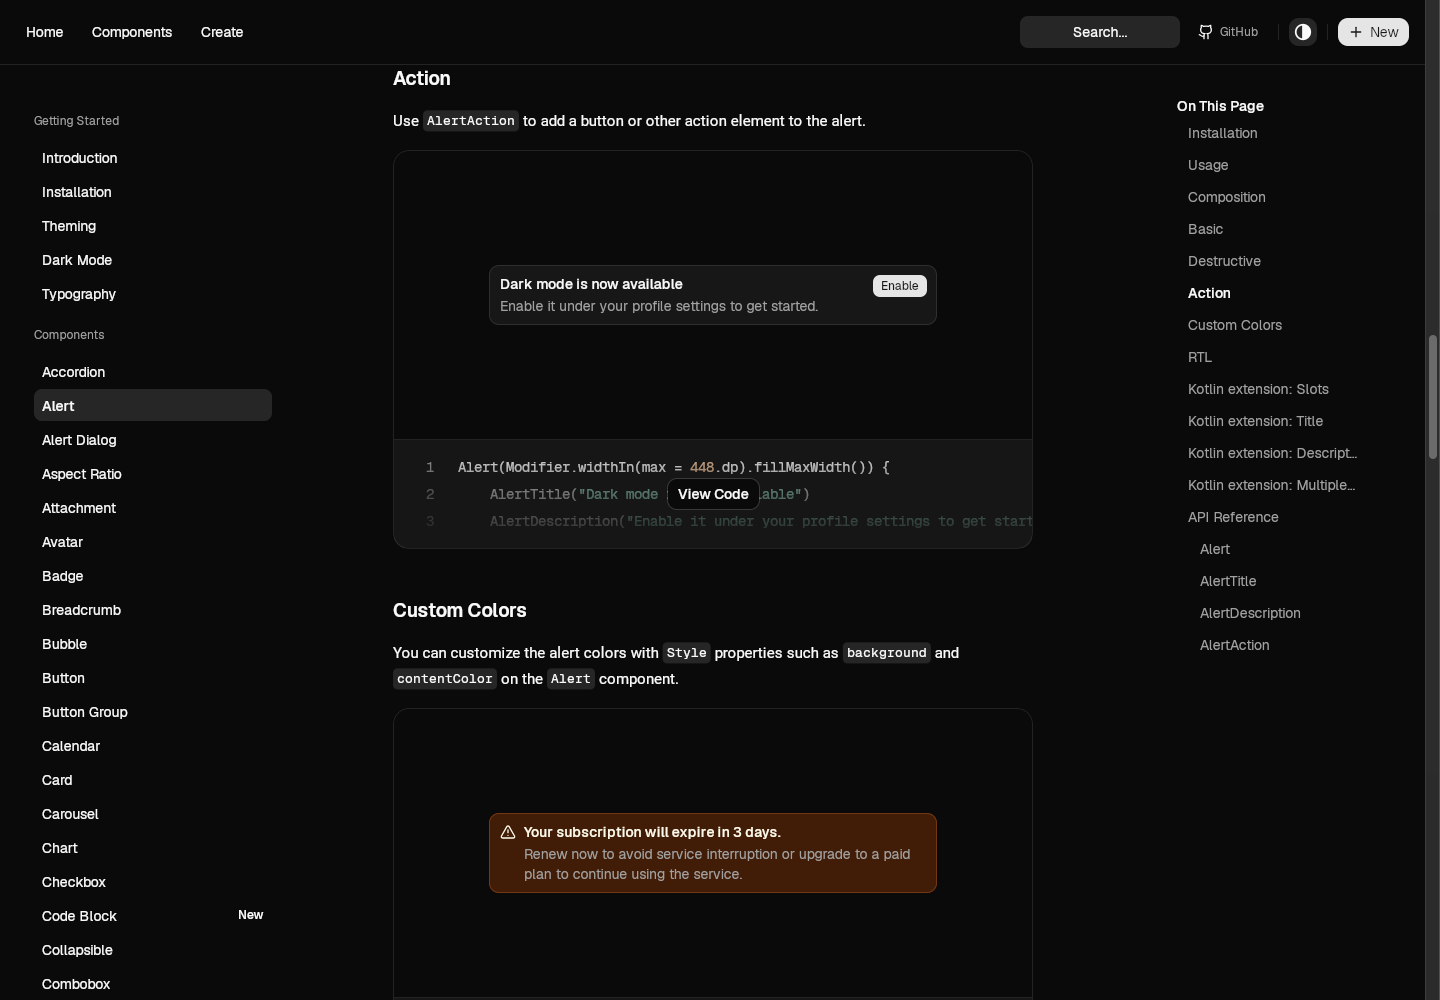 Home
Components
Create
Search...
GitHub
New
Getting Started
Introduction
Installation
Theming
Dark Mode
Typography
Components
Accordion
Alert
Alert Dialog
Aspect Ratio
Attachment
Avatar
Badge
Breadcrumb
Bubble
Button
Button Group
Calendar
Card
Carousel
Chart
Checkbox
Code Block
New
Collapsible
Combobox
Action
Use AlertAction to add a button or other action element to the alert.
Dark mode is now available
Enable it under your profile settings to get started.
Enable
1 Alert(Modifier.widthIn(max = 448.dp).fillMaxWidth()) {
2 AlertTitle("Dark mode
View Code
3 AlertDescription("Enable it under your profile settings to get start
Custom Colors
You can customize the alert colors with Style properties such as background and
contentColor on the Alert component.
Your subscription will expire in 3 days.
Renew now to avoid service interruption or upgrade to a paid
plan to continue using the service.
On This Page
Installation
Usage
Composition
Basic
Destructive
Action
Custom Colors
RTL
Kotlin extension: Slots
Kotlin extension: Title
Kotlin extension: Descript...
Kotlin extension: Multiple...
API Reference
Alert
AlertTitle
AlertDescription
AlertAction